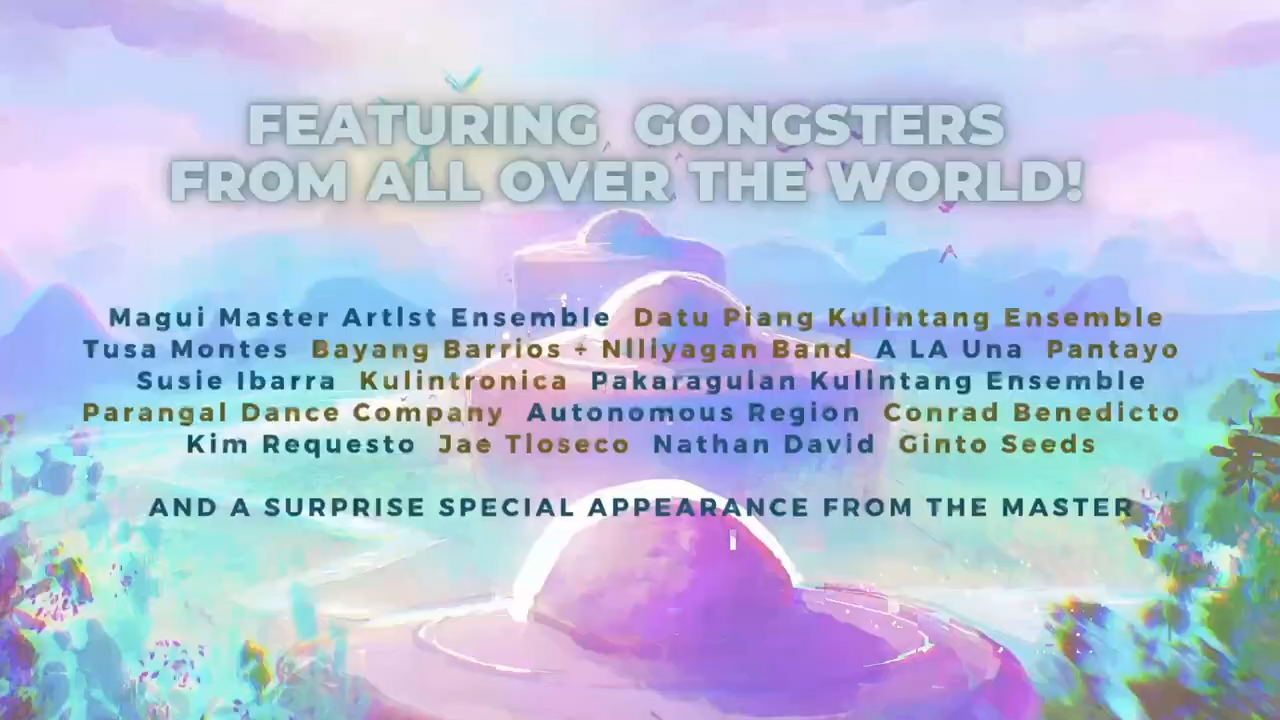 FEATURING GONGSTERS
FROM ALL OVER THE WORLD!
Magui Master Artist Ensemble Datu Piang Kulintang Ensemble
Tusa Montes Bayang Barrios + Niliyagan Band A LA Una Pantayo
Susie Ibarra Kulintronica Pakaraguian Kulintang Ensemble
Parangal Dance Company Autonomous Region Conrad Benedicto
Kim Requesto Jae Tioseco Nathan David Ginto Seeds
AND A SURPRISE SPECIAL APPEARANCE FROM THE MASTER